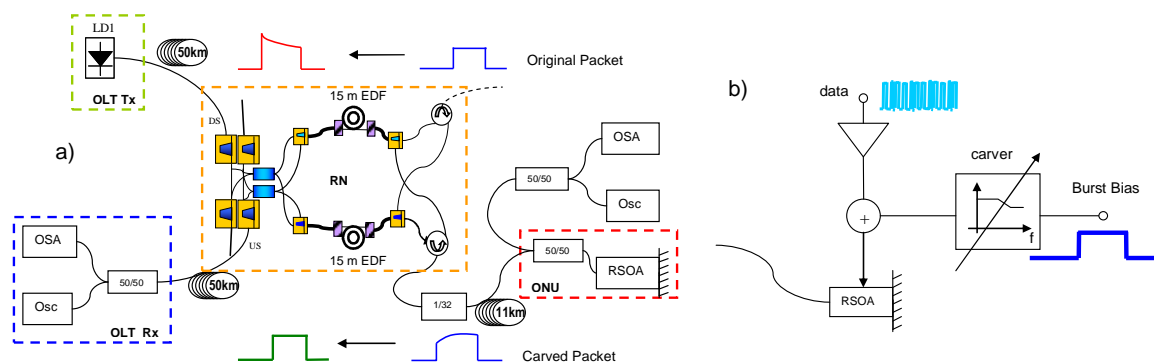 LD1
50km
OLT Tx
Original Packet
b)
data
15 m EDF
DS
a)
RN
OSA
50/50
Osc
carver
Burst Bias
+
f
OSA
US
15 m EDF
50/50
RSOA
ONU
Osc
50/50
50km
OLT Rx
1/32
11km
RSOA
Carved Packet